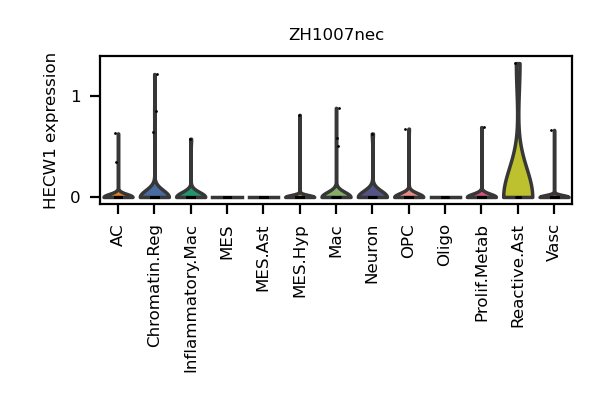 ZH1007nec
HECW1 expression
1
0
AC
Chromatin.Reg
Inflammatory.Mac
MES
MES.Ast
MES.Hyp
Mac
Neuron
OPC
Oligo
Prolif.Metab
Reactive.Ast
Vasc